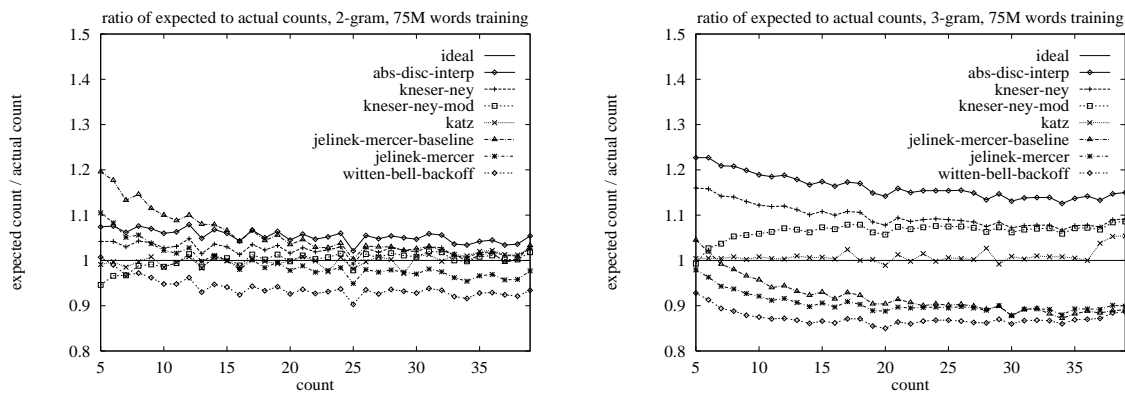 ratio of expected to actual counts, 2-gram, 75M words training
1.5
1.4
1.3
1.2
1.1
1
0.9
0.8
expected count / actual count
ideal
abs-disc-interp
kneser-ney
kneser-ney-mod
katz
jelinek-mercer-baseline
jelinek-mercer
witten-bell-backoff
5 10 15 20 25 30 35
count
ratio of expected to actual counts, 3-gram, 75M words training
1.5
1.4
1.3
1.2
1.1
1
0.9
0.8
expected count / actual count
ideal
abs-disc-interp
kneser-ney
kneser-ney-mod
katz
jelinek-mercer-baseline
jelinek-mercer
witten-bell-backoff
5 10 15 20 25 30 35
count